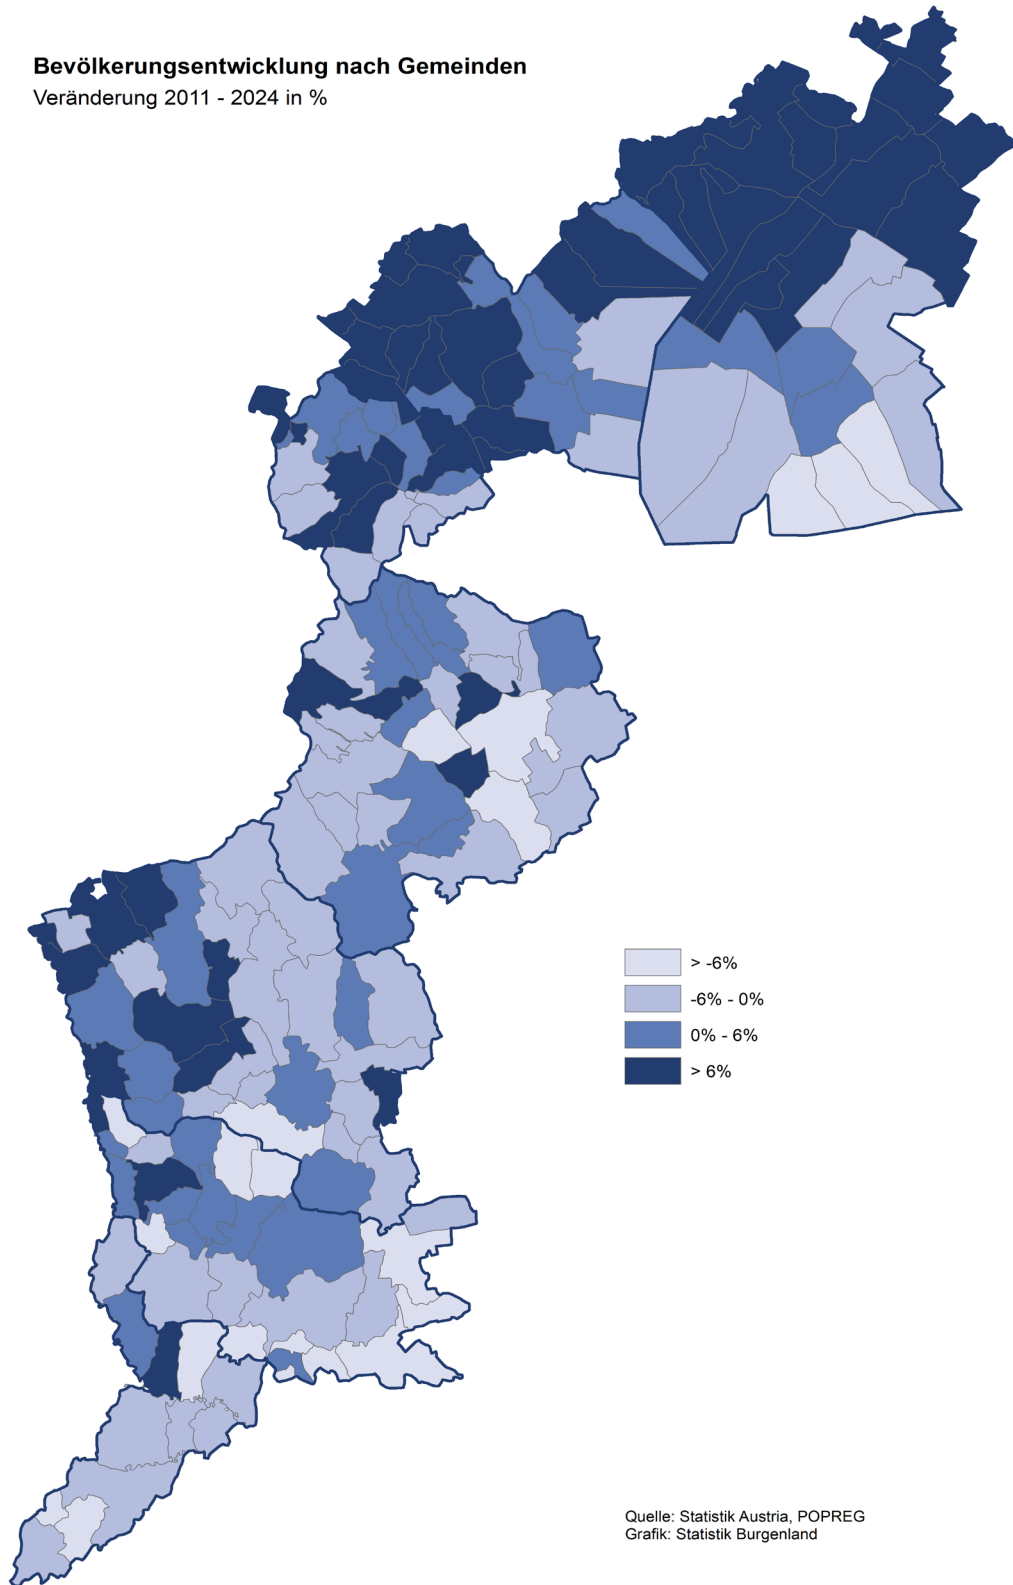 Bevölkerungsentwicklung nach Gemeinden
Veränderung 2011 - 2024 in %
> -6%
-6% - 0%
0% - 6%
> 6%
Quelle: Statistik Austria, POPREG
Grafik: Statistik Burgenland